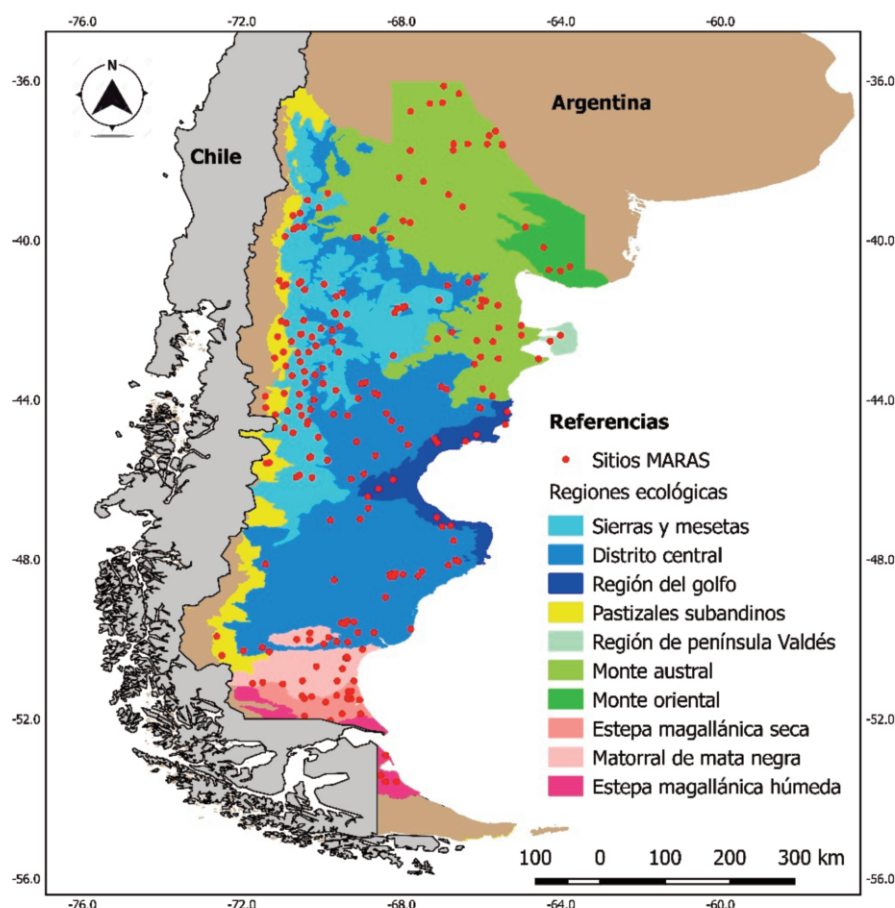 -76.0 -72.0 -68.0 -64.0 -60.0
-36.0 -36.0
N
Argentina
Chile
-40.0 -40.0
-44.0 -44.0
Referencias
Sitios MARAS
Regiones ecológicas
Sierras y mesetas
-48.0 -48.0
Distrito central
Región del golfo
Pastizales subandinos
Región de península Valdés
Monte austral
Monte oriental
-52.0 -52.0
Estepa magallánica seca
Matorral de mata negra
Estepa magallánica húmeda
100 0 100 200 300 km
-56.0 -56.0
-76.0 -72.0 -68.0 -64.0 -60.0